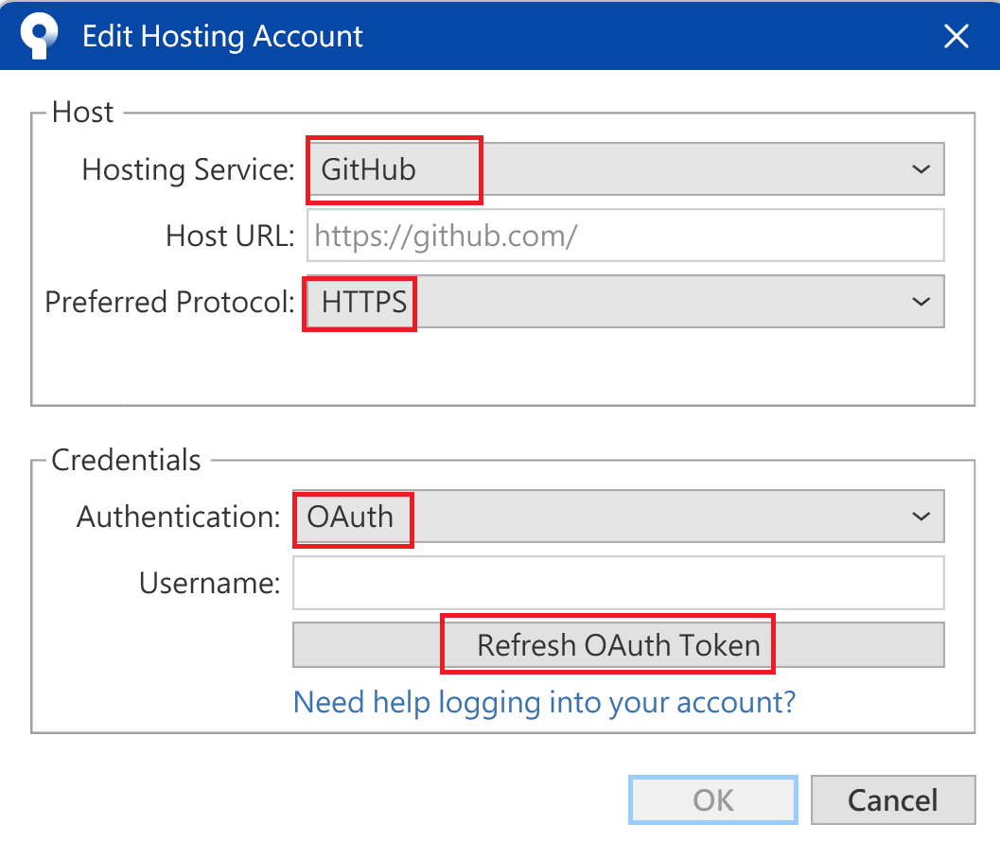 Edit Hosting Account
Host
Hosting Service: GitHub
Host URL: https://github.com/
Preferred Protocol: HTTPS
Credentials
Authentication: OAuth
Username:
Refresh OAuth Token
Need help logging into your account?
OK Cancel